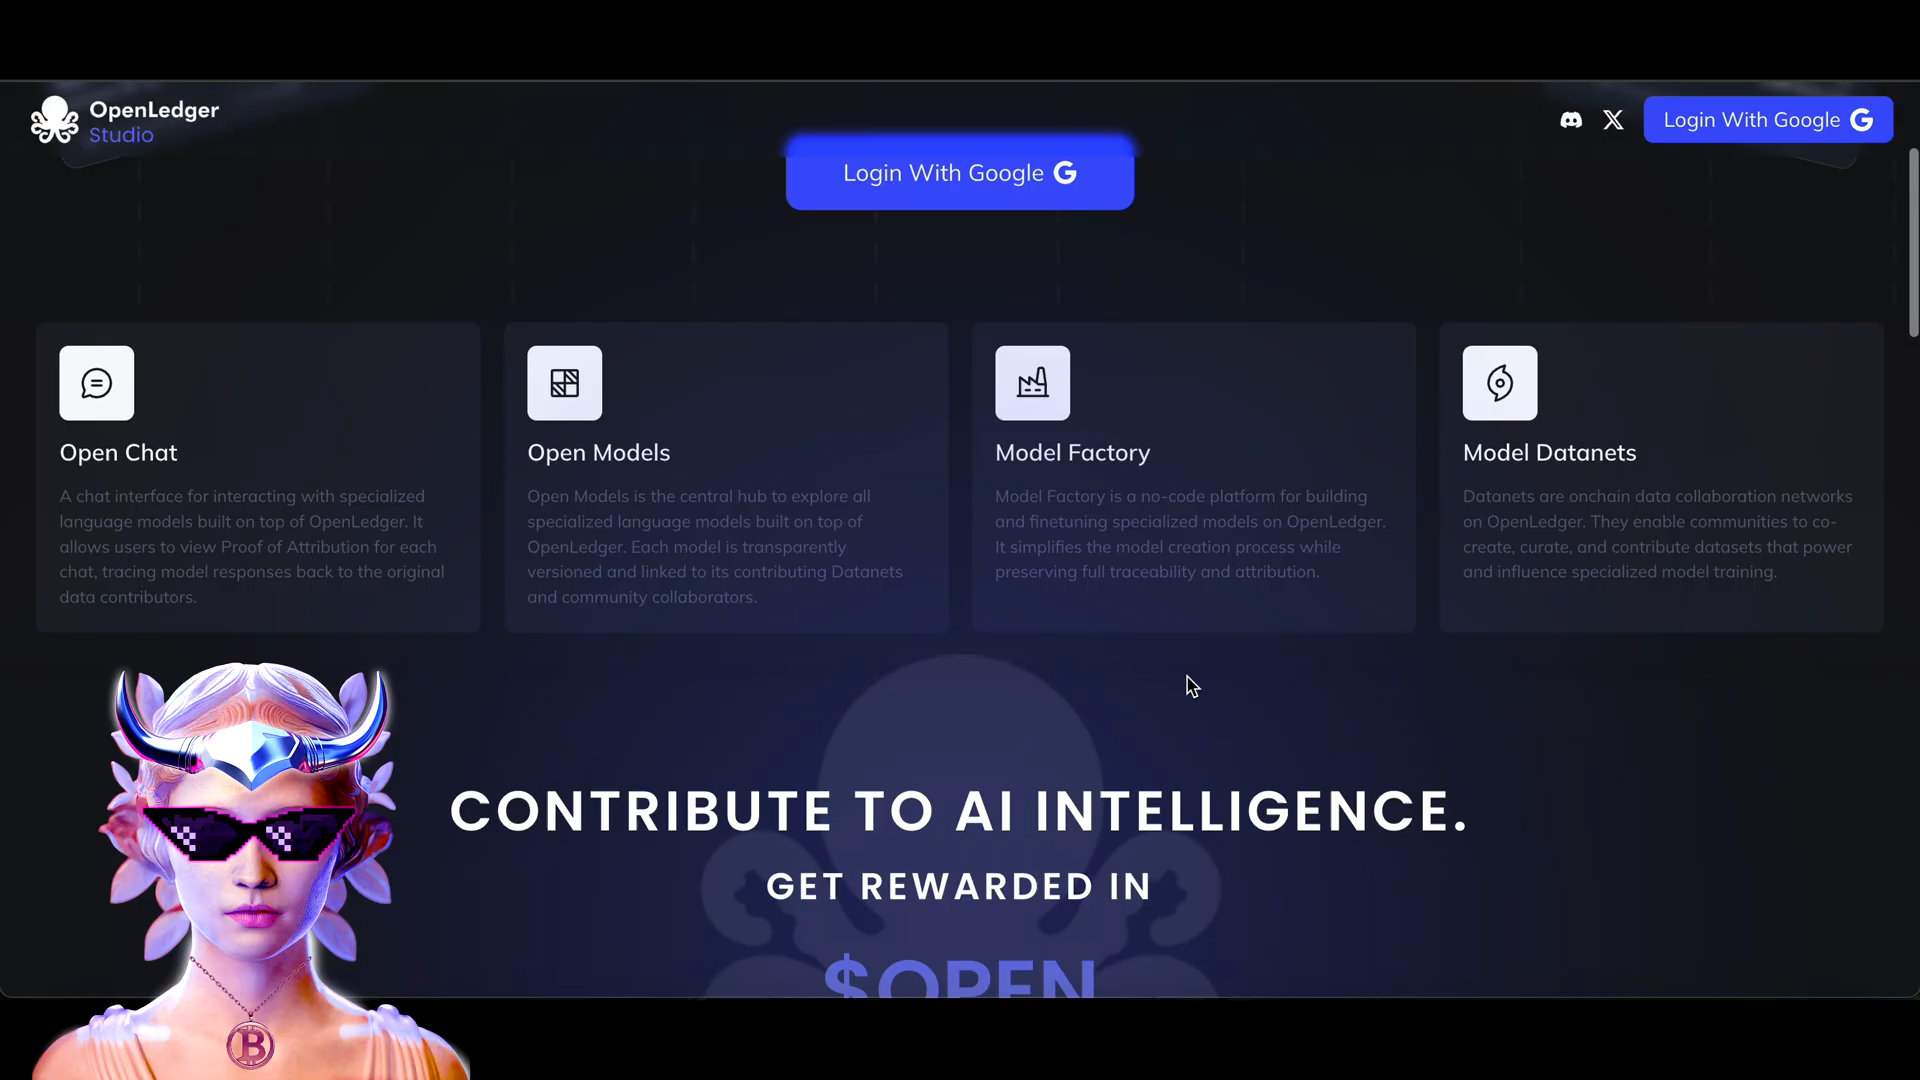 OpenLedger
Studio
Login With Google
Login With Google
Open Chat
A chat interface for interacting with specialized
language models built on top of OpenLedger. It
allows users to view Proof of Attribution for each
chat, tracing model responses back to the original
data contributors.
Open Models
Open Models is the central hub to explore all
specialized language models built on top of
OpenLedger. Each model is transparently
versioned and linked to its contributing Datanets
and community collaborators.
Model Factory
Model Factory is a no-code platform for building
and finetuning specialized models on OpenLedger.
It simplifies the model creation process while
preserving full traceability and attribution.
Model Datanets
Datanets are onchain data collaboration networks
on OpenLedger. They enable communities to co-
create, curate, and contribute datasets that power
and influence specialized model training.
CONTRIBUTE TO AI INTELLIGENCE.
GET REWARDED IN
$OPEN